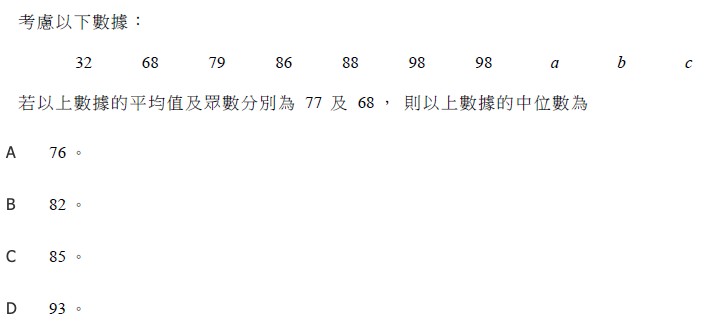 考慮以下數據：
32 68 79 86 88 98 98 a b c
若以上數據的平均值及眾數分別為 77 及 68 ， 則以上數據的中位數為
A 76 。
B 82 。
C 85 。
D 93 。